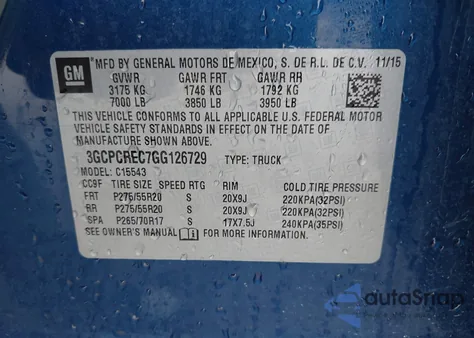 GM MFD BY GENERAL MOTORS DE MEXICO, S. DE R.L. DE C.V. 11/15
GVWR GAWR FRT GAWR RR
3175 KG 1746 KG 1792 KG
7000 LB 3850 LB 3950 LB
THIS VEHICLE CONFORMS TO ALL APPLICABLE U.S. FEDERAL MOTOR
VEHICLE SAFETY STANDARDS IN EFFECT ON THE DATE OF
MANUFACTURE SHOWN ABOVE.
3GCPCREC7GG126729 TYPE: TRUCK
MODEL: C15543
CC9F TIRE SIZE SPEED RTG RIM COLD TIRE PRESSURE
FRT P275/55R20 S 20X9J 220KPA(32PSI)
RR P275/55R20 S 20X9J 220KPA(32PSI)
SPA P265/70R17 S 17X7.5J 240KPA(35PSI)
SEE OWNER'S MANUAL
autoSnap